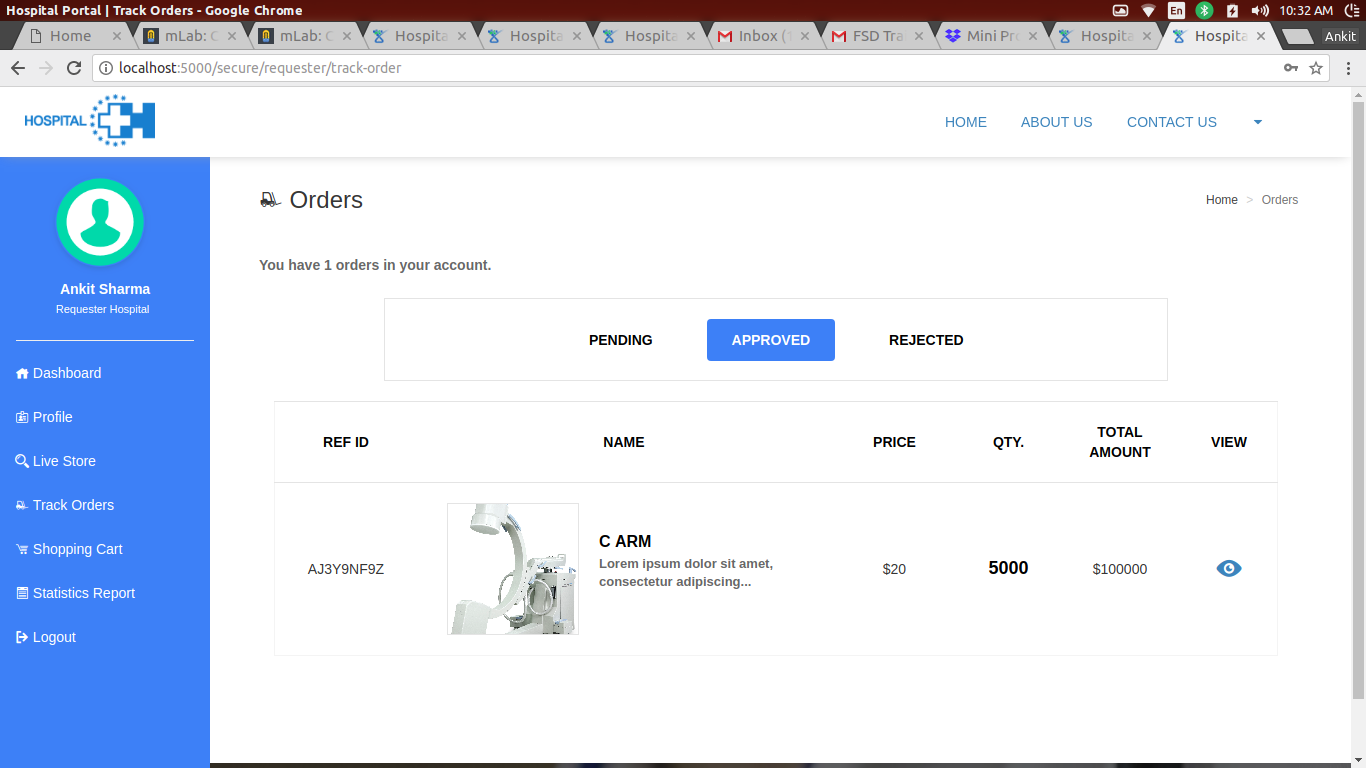 Hospital Portal | Track Orders - Google Chrome
En
10:32 AM
Home
mLab: C
mLab: C
Hospita
Hospita
Hospita
Inbox (1
FSD Tra
Mini Pro
Hospita
Hospita
Ankit
localhost:5000/secure/requester/track-order
HOSPITAL
HOME
ABOUT US
CONTACT US
Ankit Sharma
Requester Hospital
Dashboard
Profile
Live Store
Track Orders
Shopping Cart
Statistics Report
Logout
Orders
Home > Orders
You have 1 orders in your account.
PENDING
APPROVED
REJECTED
REF ID
NAME
PRICE
QTY.
TOTAL
AMOUNT
VIEW
AJ3Y9NF9Z
C ARM
Lorem ipsum dolor sit amet,
consectetur adipiscing...
$20
5000
$100000